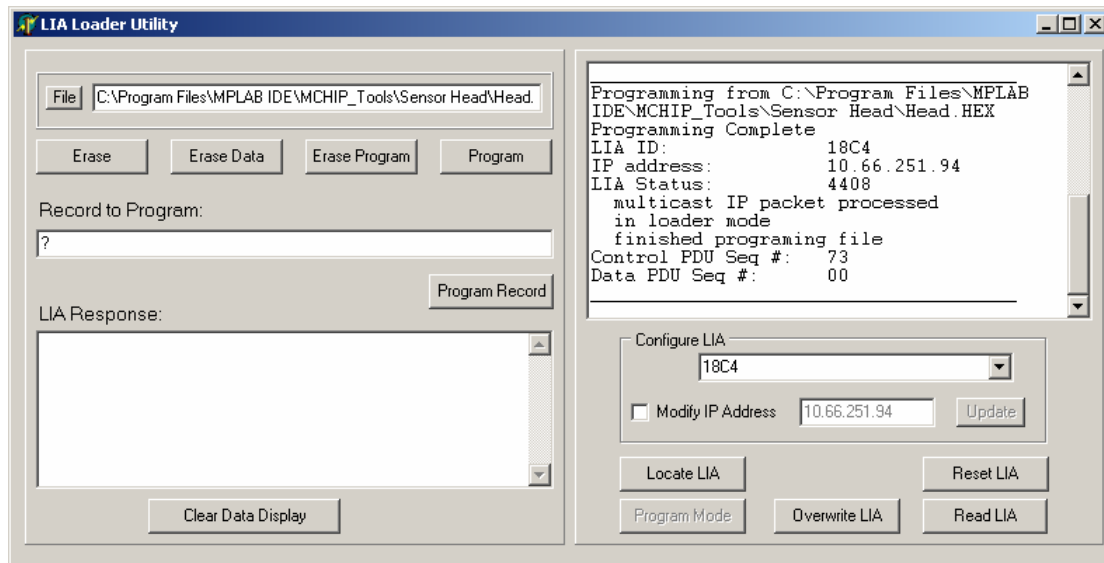 LIA Loader Utility
File
C:\Program Files\MPLAB IDE\MCHIP_Tools\Sensor Head\Head.
Erase
Erase Data
Erase Program
Program
Record to Program:
?
Program Record
LIA Response:
Clear Data Display
Programming from C:\Program Files\MPLAB
IDE\MCHIP_Tools\Sensor Head\Head.HEX
Programming Complete
LIA ID: 18C4
IP address: 10.66.251.94
LIA Status: 4408
multicast IP packet processed
in loader mode
finished programing file
Control PDU Seq #: 73
Data PDU Seq #: 00
Configure LIA
18C4
Modify IP Address
10.66.251.94
Update
Locate LIA
Reset LIA
Program Mode
Overwrite LIA
Read LIA